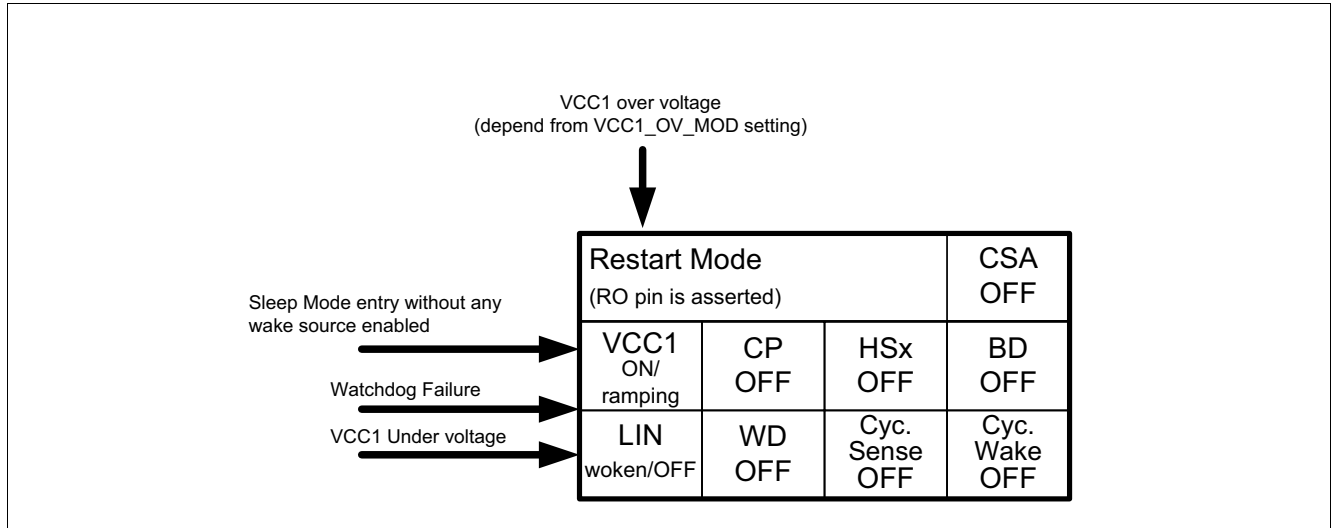 VCC1 over voltage
(depend from VCC1_OV_MOD setting)
Restart Mode
(RO pin is asserted)
CSA
OFF
Sleep Mode entry without any
wake source enabled
VCC1
ON/
ramping
CP
OFF
HSx
OFF
BD
OFF
Watchdog Failure
VCC1 Under voltage
LIN
woken/OFF
WD
OFF
Cyc.
Sense
OFF
Cyc.
Wake
OFF